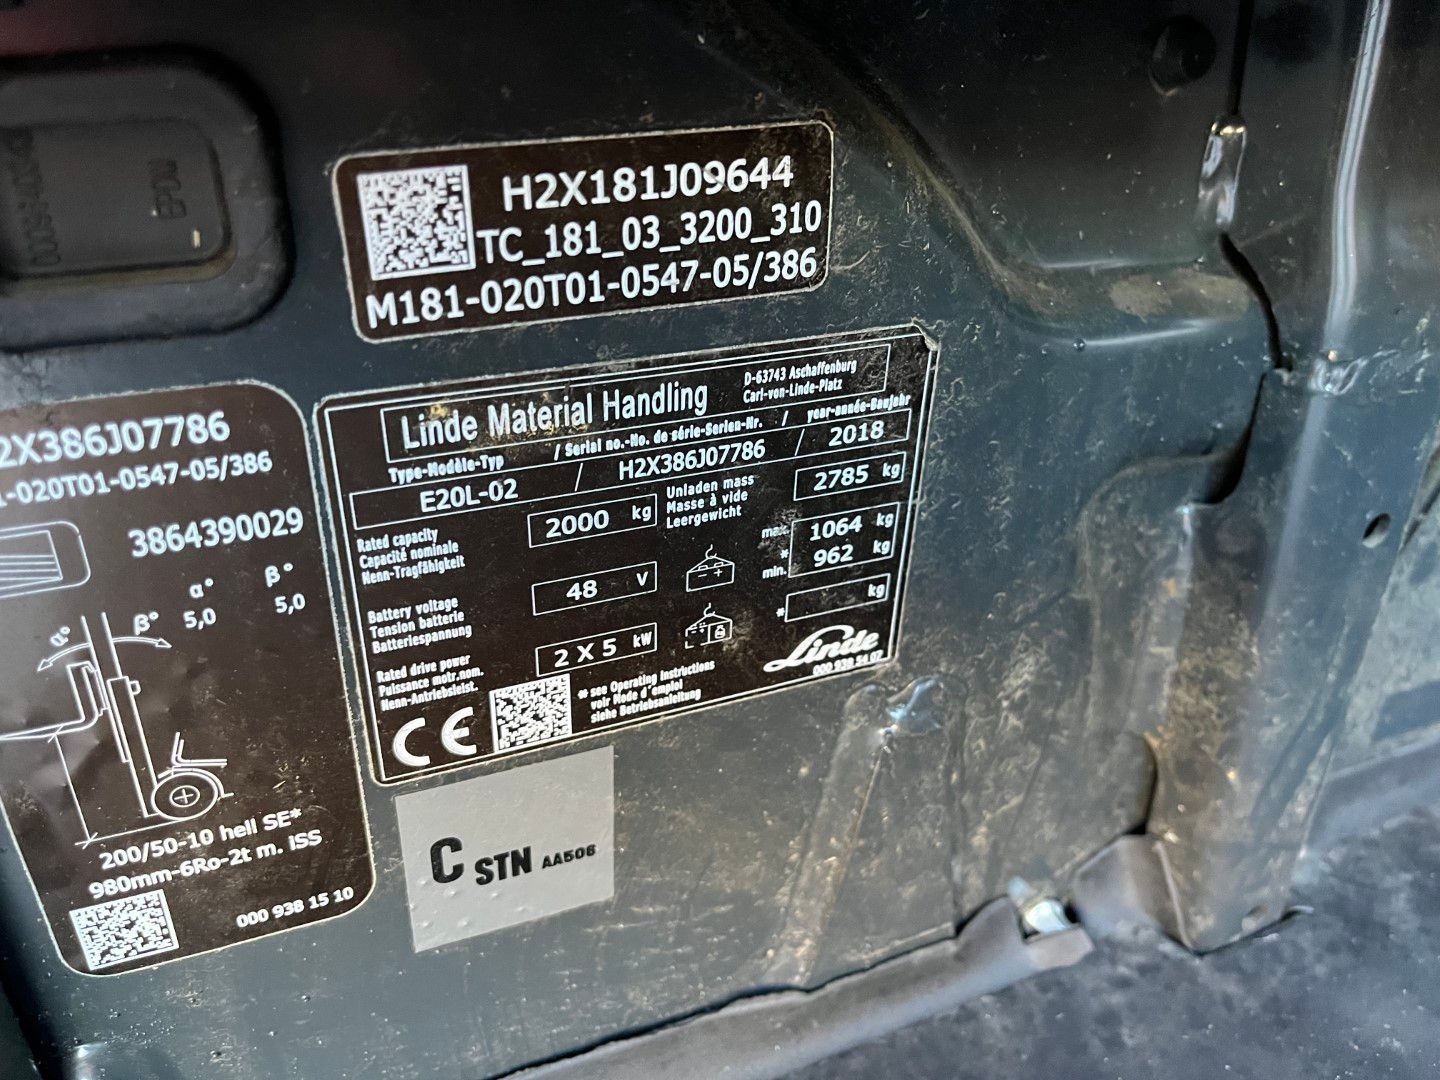 H2X181J09644
TC_181_03_3200_310
M181-020T01-0547-05/386
2X386J07786
1-020T01-0547-05/386
3864390029
α° β°
5,0 5,0
α° β°
200/50-10 hell SE*
980mm-6Ro-2t m. ISS
000 938 15 10
Linde Material Handling
D-63743 Aschaffenburg
Carl-von-Linde-Platz
Type-Modèle-Typ / Serial no.-No. de série-Serien-Nr. / year-année-Baujahr
E20L-02 / H2X386J07786 / 2018
Rated capacity
Capacité nominale
Nenn-Tragfähigkeit
2000 kg
Unladen mass
Masse à vide
Leergewicht
2785 kg
Battery voltage
Tension batterie
Batteriespannung
48 V
max. 1064 kg
*
min. 962 kg
Rated drive power
Puissance motr.nom.
Nenn-Antriebsleist.
2 X 5 kW
* kg
CE
* see Operating instructions
voir Mode d'emploi
siehe Betriebsanleitung
Linde
000 938 54 07
C STN AA506